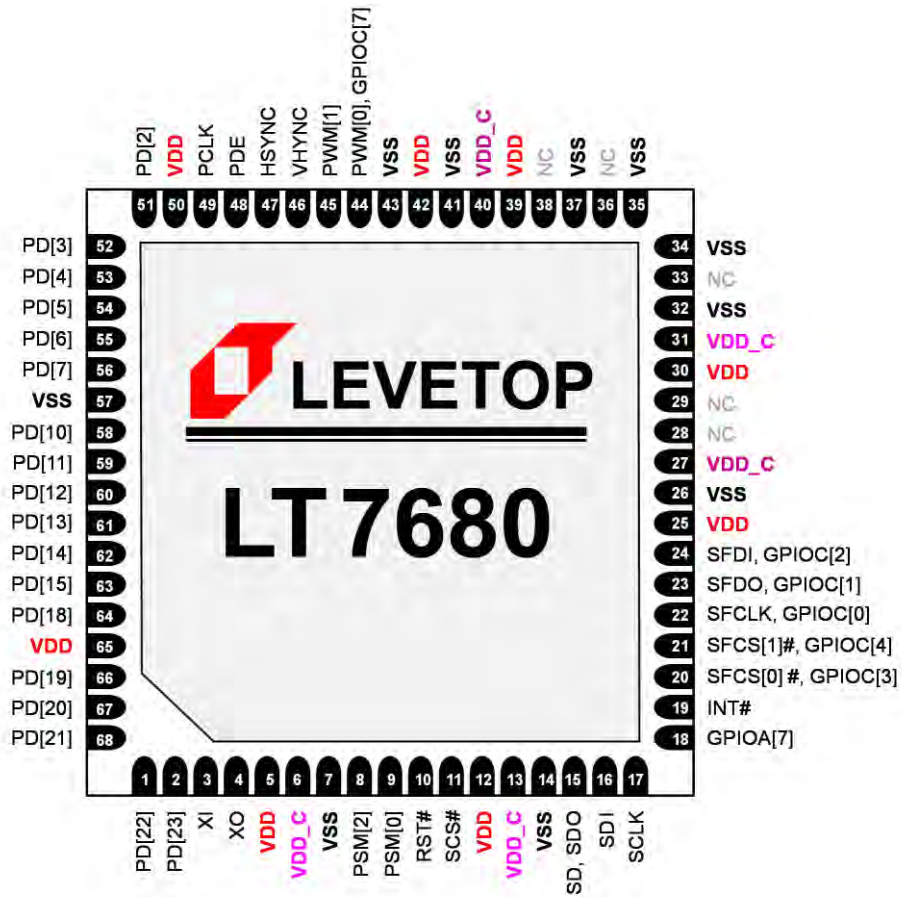 PD[2]
VDD
PCLK
PDE
HSYNC
VHYNC
PWM[1]
PWM[0], GPIOC[7]
VSS
VDD
VSS
VDD_C
VDD
NC
VSS
NC
VSS
51 50 49 48 47 46 45 44 43 42 41 40 39 38 37 36 35
PD[3] 52
PD[4] 53
PD[5] 54
PD[6] 55
PD[7] 56
VSS 57
PD[10] 58
PD[11] 59
PD[12] 60
PD[13] 61
PD[14] 62
PD[15] 63
PD[18] 64
VDD 65
PD[19] 66
PD[20] 67
PD[21] 68
LEVETOP
LT7680
34 VSS
33 NC
32 VSS
31 VDD_C
30 VDD
29 NC
28 NC
27 VDD_C
26 VSS
25 VDD
24 SFDI, GPIOC[2]
23 SFDO, GPIOC[1]
22 SFCLK, GPIOC[0]
21 SFCS[1]#, GPIOC[4]
20 SFCS[0] #, GPIOC[3]
19 INT#
18 GPIOA[7]
1 2 3 4 5 6 7 8 9 10 11 12 13 14 15 16 17
PD[22]
PD[23]
XI
XO
VDD
VDD_C
VSS
PSM[2]
PSM[0]
RST#
SCS#
VDD
VDD_C
VSS
SD, SDO
SDI
SCLK